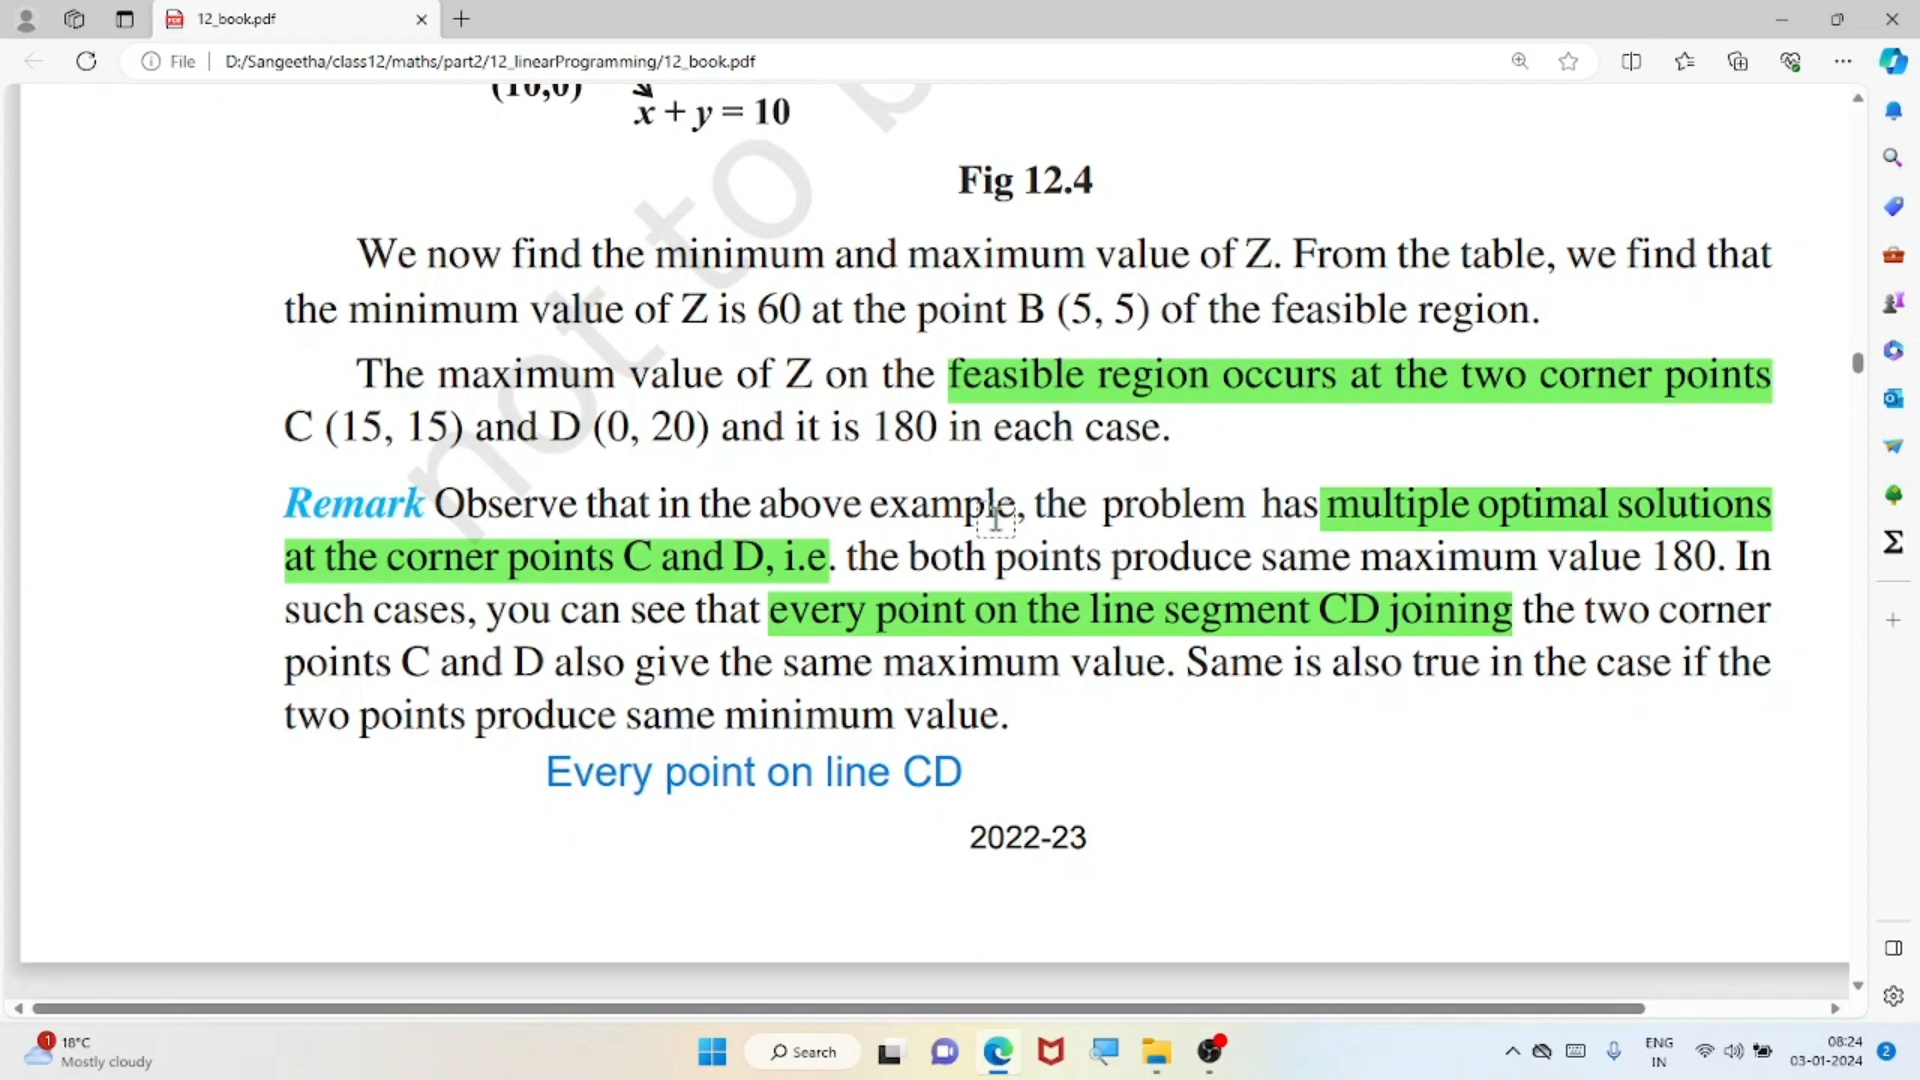 12_book.pdf
File
D:/Sangeetha/class12/maths/part2/12_linearProgramming/12_book.pdf
(10,0)
x + y = 10
not to b
Fig 12.4
We now find the minimum and maximum value of Z. From the table, we find that
the minimum value of Z is 60 at the point B (5, 5) of the feasible region.
The maximum value of Z on the feasible region occurs at the two corner points
C (15, 15) and D (0, 20) and it is 180 in each case.
Remark Observe that in the above example, the problem has multiple optimal solutions
at the corner points C and D, i.e. the both points produce same maximum value 180. In
such cases, you can see that every point on the line segment CD joining the two corner
points C and D also give the same maximum value. Same is also true in the case if the
two points produce same minimum value.
Every point on line CD
2022-23
1
18°C
Mostly cloudy
Search
ENG
IN
08:24
03-01-2024
2